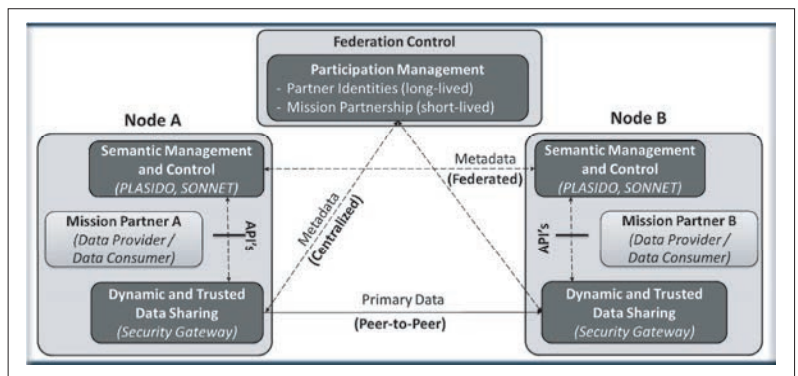 Federation Control
Participation Management
- Partner Identities (long-lived)
- Mission Partnership (short-lived)
Node A
Semantic Management
and Control
(PLASIDO, SONNET)
Mission Partner A
(Data Provider /
Data Consumer)
API's
Dynamic and Trusted
Data Sharing
(Security Gateway)
Metadata
(Centralized)
Metadata
(Federated)
Primary Data
(Peer-to-Peer)
Node B
Semantic Management
and Control
(PLASIDO, SONNET)
API's
Mission Partner B
(Data Provider /
Data Consumer)
Dynamic and Trusted
Data Sharing
(Security Gateway)